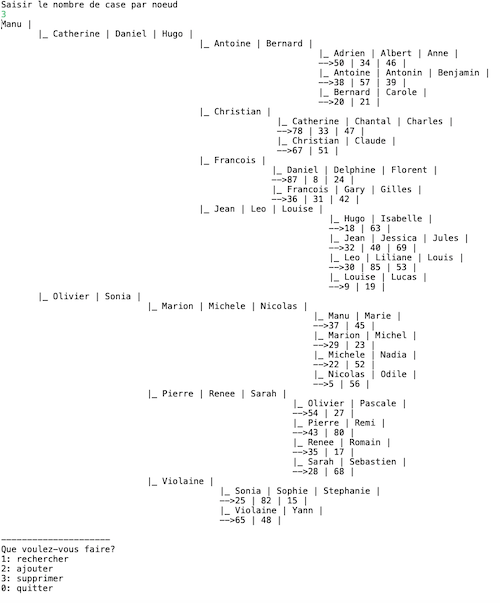 Saisir le nombre de case par noeud
3
Manu |
|_ Catherine | Daniel | Hugo |
|_ Antoine | Bernard |
|_ Adrien | Albert | Anne |
-->50 | 34 | 46 |
|_ Antoine | Antonin | Benjamin |
-->38 | 57 | 39 |
|_ Bernard | Carole |
-->20 | 21 |
|_ Christian |
|_ Catherine | Chantal | Charles |
-->78 | 33 | 47 |
|_ Christian | Claude |
-->67 | 51 |
|_ Francois |
|_ Daniel | Delphine | Florent |
-->87 | 8 | 24 |
|_ Francois | Gary | Gilles |
-->36 | 31 | 42 |
|_ Jean | Leo | Louise |
|_ Hugo | Isabelle |
-->18 | 63 |
|_ Jean | Jessica | Jules |
-->32 | 40 | 69 |
|_ Leo | Liliane | Louis |
-->30 | 85 | 53 |
|_ Louise | Lucas |
-->9 | 19 |
|_ Olivier | Sonia |
|_ Marion | Michele | Nicolas |
|_ Manu | Marie |
-->37 | 45 |
|_ Marion | Michel |
-->29 | 23 |
|_ Michele | Nadia |
-->22 | 52 |
|_ Nicolas | Odile |
-->5 | 56 |
|_ Pierre | Renee | Sarah |
|_ Olivier | Pascale |
-->54 | 27 |
|_ Pierre | Remi |
-->43 | 80 |
|_ Renee | Romain |
-->35 | 17 |
|_ Sarah | Sebastien |
-->28 | 68 |
|_ Violaine |
|_ Sonia | Sophie | Stephanie |
-->25 | 82 | 15 |
|_ Violaine | Yann |
-->65 | 48 |
---------------------
Que voulez-vous faire?
1: rechercher
2: ajouter
3: supprimer
0: quitter